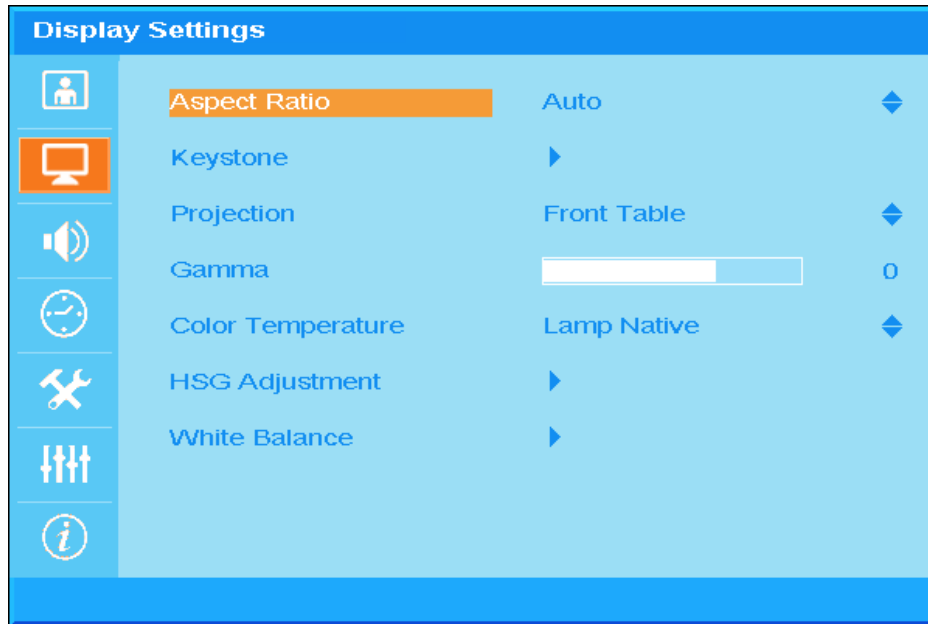 Display Settings
Aspect Ratio Auto
Keystone
Projection Front Table
Gamma 0
Color Temperature Lamp Native
HSG Adjustment
White Balance
i